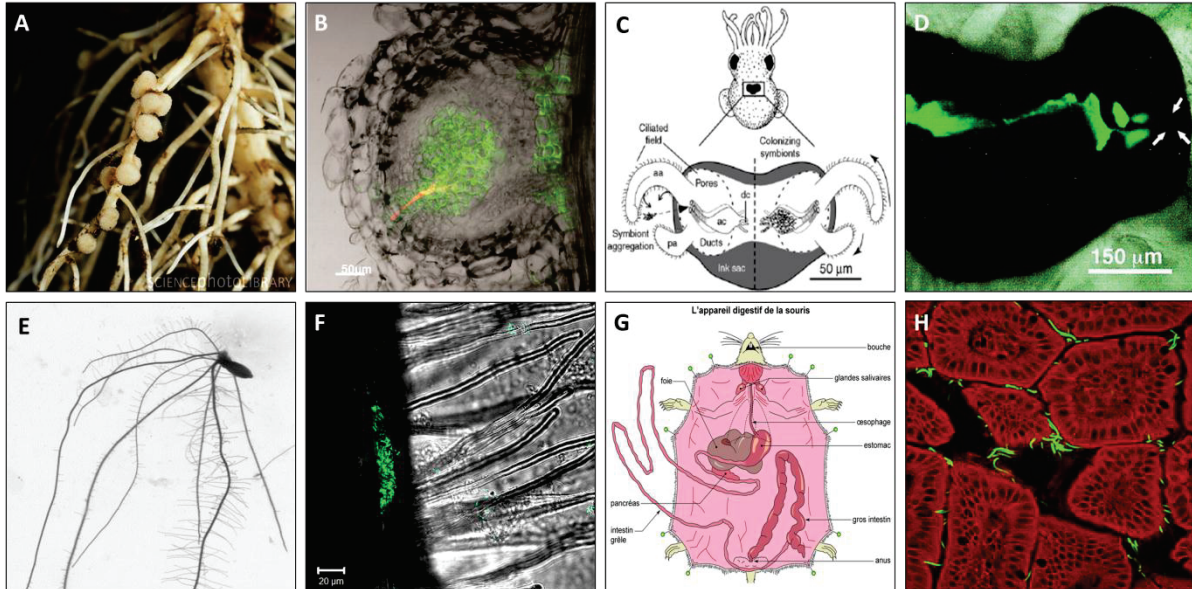 A
SCIENCEPHOTOLIBRARY
B
50µm
C
Ciliated
field
Colonizing
symbionts
aa
Pores
dc
Symbiont
aggregation
ac
pa
Ducts
Ink sac
50 µm
D
150 µm
E
F
20 µm
G
L'appareil digestif de la souris
bouche
foie
glandes salivaires
œsophage
estomac
pancréas
intestin
grêle
gros intestin
anus
H